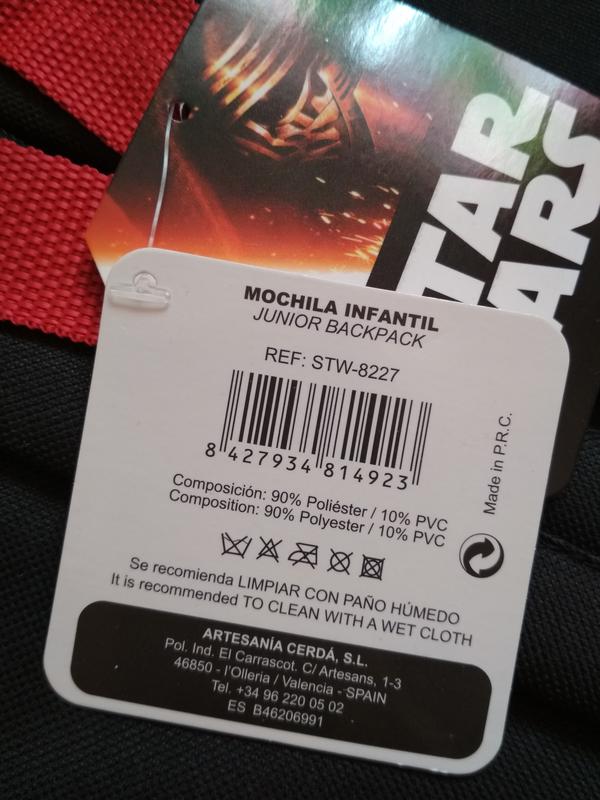 STAR
WARS
MOCHILA INFANTIL
JUNIOR BACKPACK
REF: STW-8227
8 427934 814923
Made in P.R.C.
Composición: 90% Poliéster / 10% PVC
Composition: 90% Polyester / 10% PVC
Se recomienda LIMPIAR CON PAÑO HÚMEDO
It is recommended TO CLEAN WITH A WET CLOTH
ARTESANÍA CERDÁ, S.L.
Pol. Ind. El Carrascot. C/ Artesans, 1-3
46850 - l'Olleria / Valencia - SPAIN
Tel. +34 96 220 05 02
ES B46206991